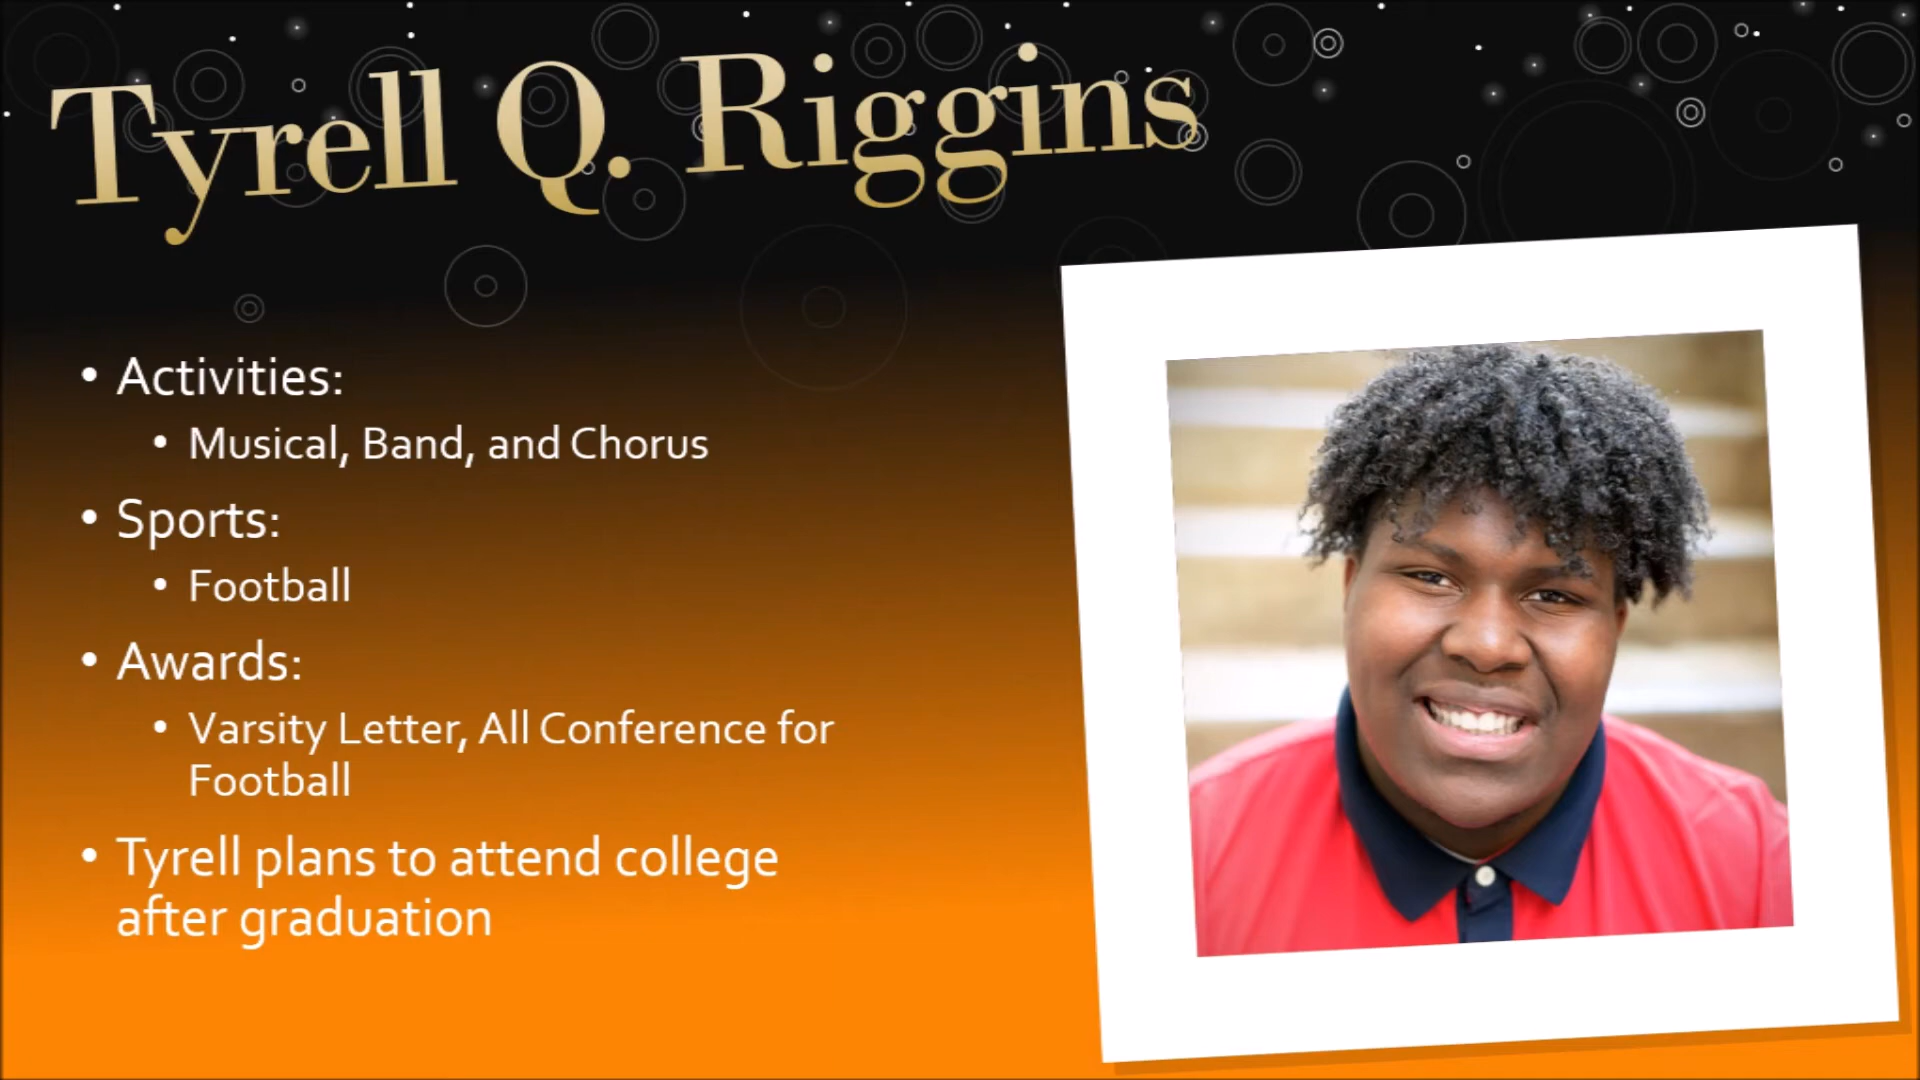 Tyrell Q. Riggins
• Activities:
• Musical, Band, and Chorus
• Sports:
• Football
• Awards:
• Varsity Letter, All Conference for
Football
• Tyrell plans to attend college
after graduation